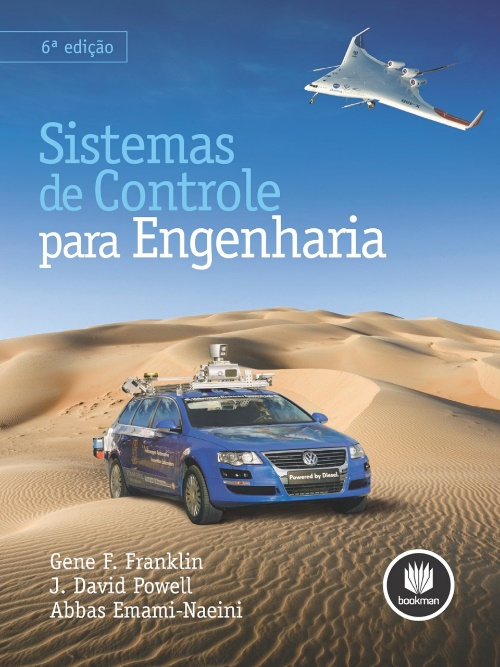 6ª edição
Sistemas
de Controle
para Engenharia
Powered by Diesel
Gene F. Franklin
J. David Powell
Abbas Emami-Naeini
bookman